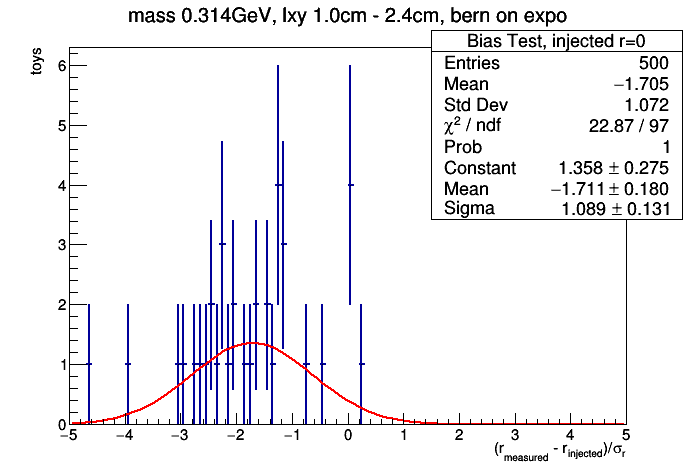 mass 0.314GeV, lxy 1.0cm - 2.4cm, bern on expo
Bias Test, injected r=0
Entries 500
Mean −1.705
Std Dev 1.072
χ² / ndf 22.87 / 97
Prob 1
Constant 1.358 ± 0.275
Mean −1.711 ± 0.180
Sigma 1.089 ± 0.131
toys
6
5
4
3
2
1
0
−5 −4 −3 −2 −1 0 1 2 3 4 5
(r_measured - r_injected)/σ_r